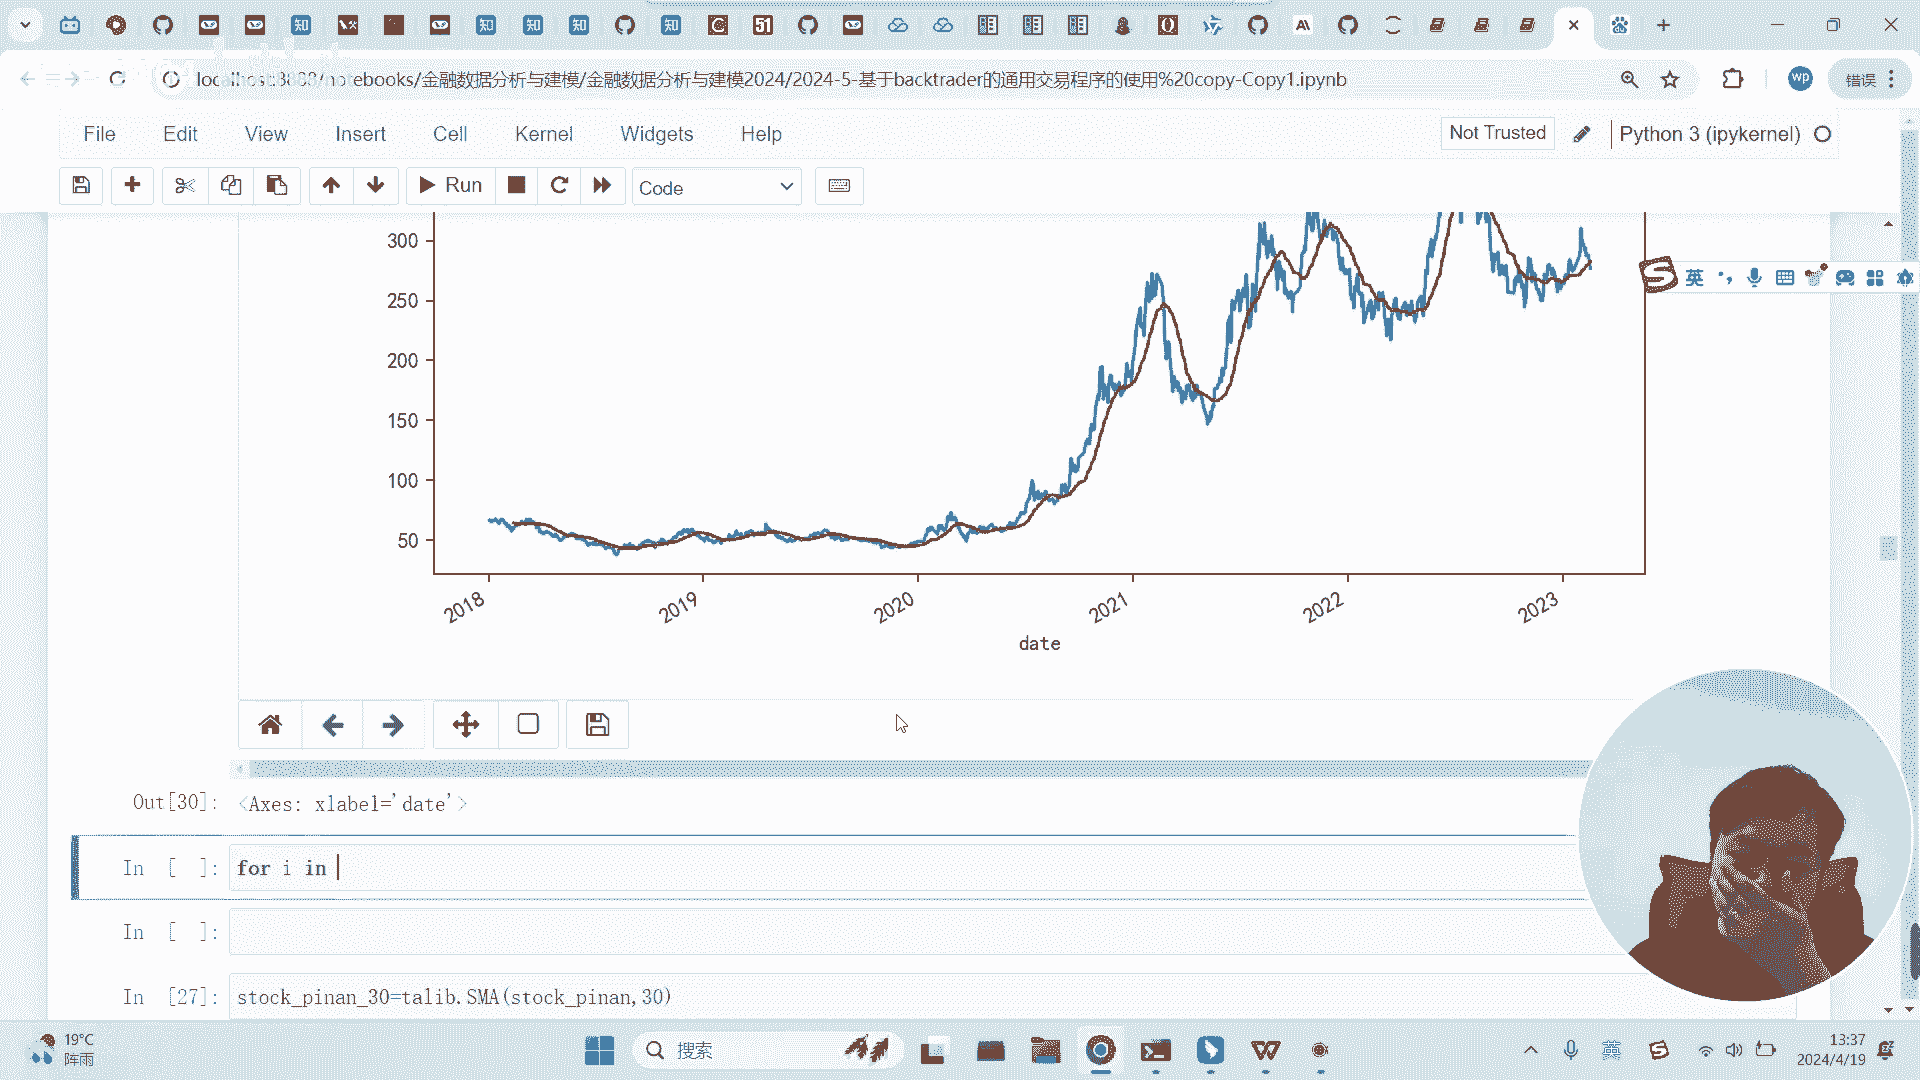 localhost:8888/notebooks/金融数据分析与建模/金融数据分析与建模2024/2024-5-基于backtrader的通用交易程序的使用%20copy-Copy1.ipynb
wp
错误
File Edit View Insert Cell Kernel Widgets Help
Not Trusted
Python 3 (ipykernel)
Run
Code
300
250
200
150
100
50
2018 2019 2020 2021 2022 2023
date
英
Out[30]: <Axes: xlabel='date'>
In [ ]: for i in
In [ ]:
In [27]: stock_pinan_30=talib.SMA(stock_pinan,30)
19°C
阵雨
搜索
英
13:37
2024/4/19